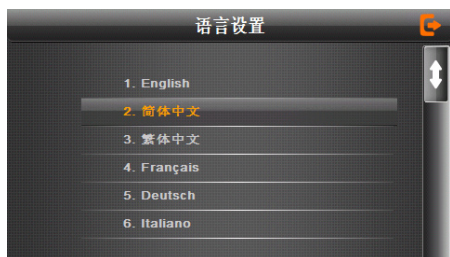 语言设置
1. English
2. 简体中文
3. 繁体中文
4. Français
5. Deutsch
6. Italiano